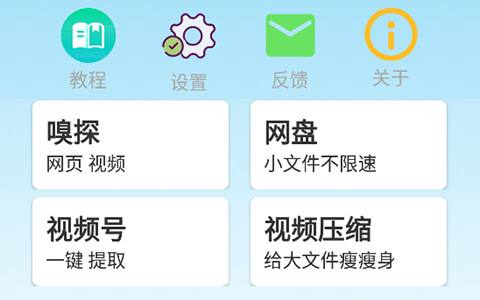 教程 设置 反馈 关于
嗅探 网盘
网页 视频 小文件不限速
视频号 视频压缩
一键 提取 给大文件瘦瘦身